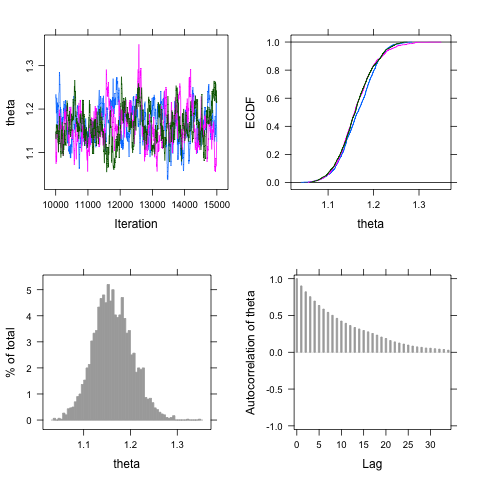 theta
1.3
1.2
1.1
10000 11000 12000 13000 14000 15000
Iteration
ECDF
1.0
0.8
0.6
0.4
0.2
0.0
1.1 1.2 1.3
theta
% of total
5
4
3
2
1
0
1.1 1.2 1.3
theta
Autocorrelation of theta
1.0
0.5
0.0
-0.5
-1.0
0 5 10 15 20 25 30
Lag